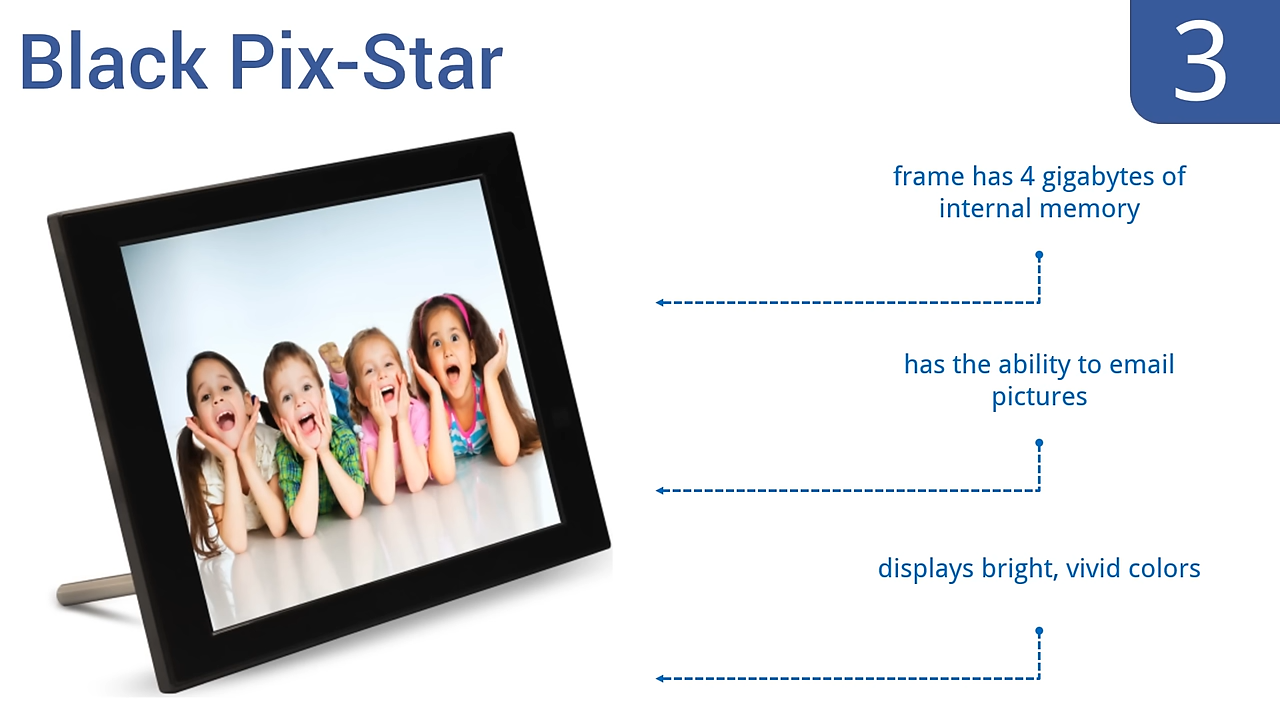 Black Pix-Star
3
frame has 4 gigabytes of
internal memory
has the ability to email
pictures
displays bright, vivid colors